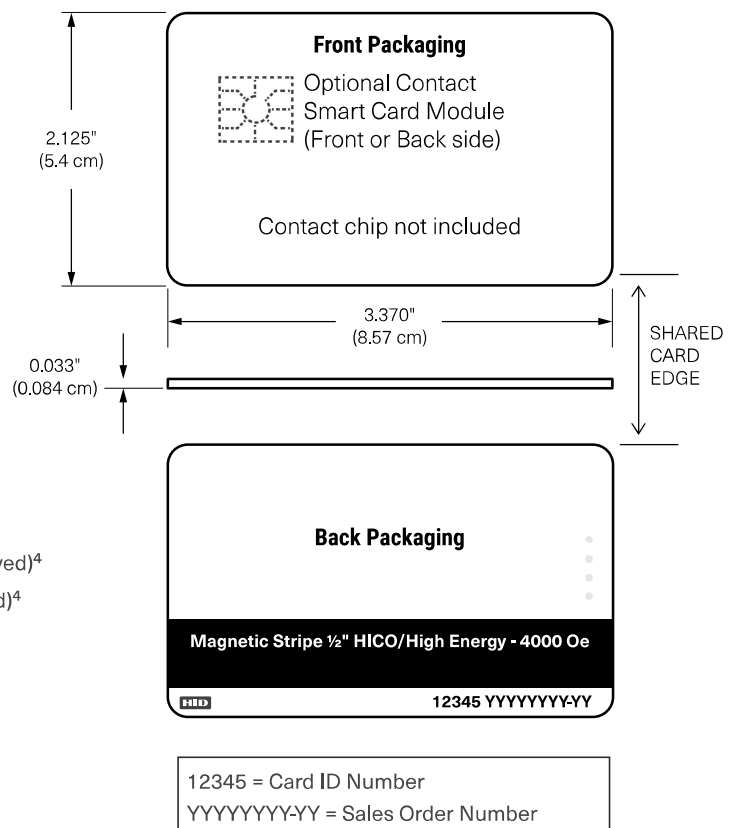 Front Packaging
Optional Contact
Smart Card Module
(Front or Back side)
2.125"
(5.4 cm)
Contact chip not included
3.370"
(8.57 cm)
SHARED
CARD
EDGE
0.033"
(0.084 cm)
Back Packaging
ved)⁴
d)⁴
Magnetic Stripe ½" HICO/High Energy - 4000 Oe
HID
12345 YYYYYYYY-YY
12345 = Card ID Number
YYYYYYYY-YY = Sales Order Number